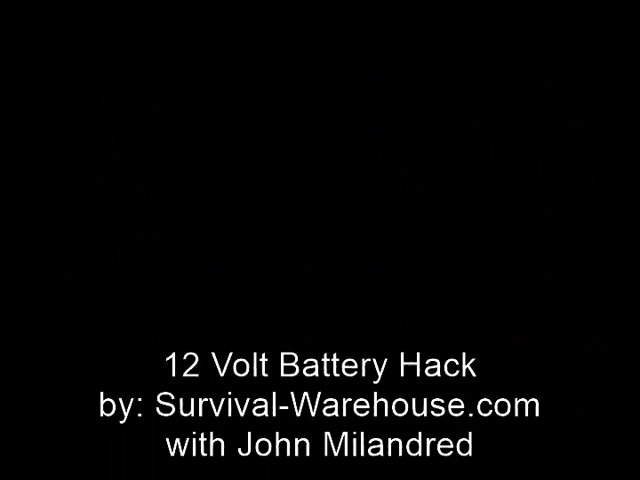 12 Volt Battery Hack
by: Survival-Warehouse.com
with John Milandred